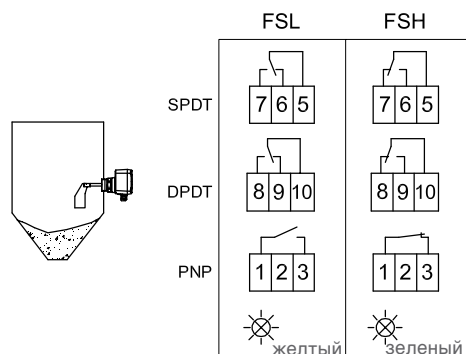 FSL FSH
SPDT 7 6 5 7 6 5
DPDT 8 9 10 8 9 10
PNP 1 2 3 1 2 3
желтый зеленый